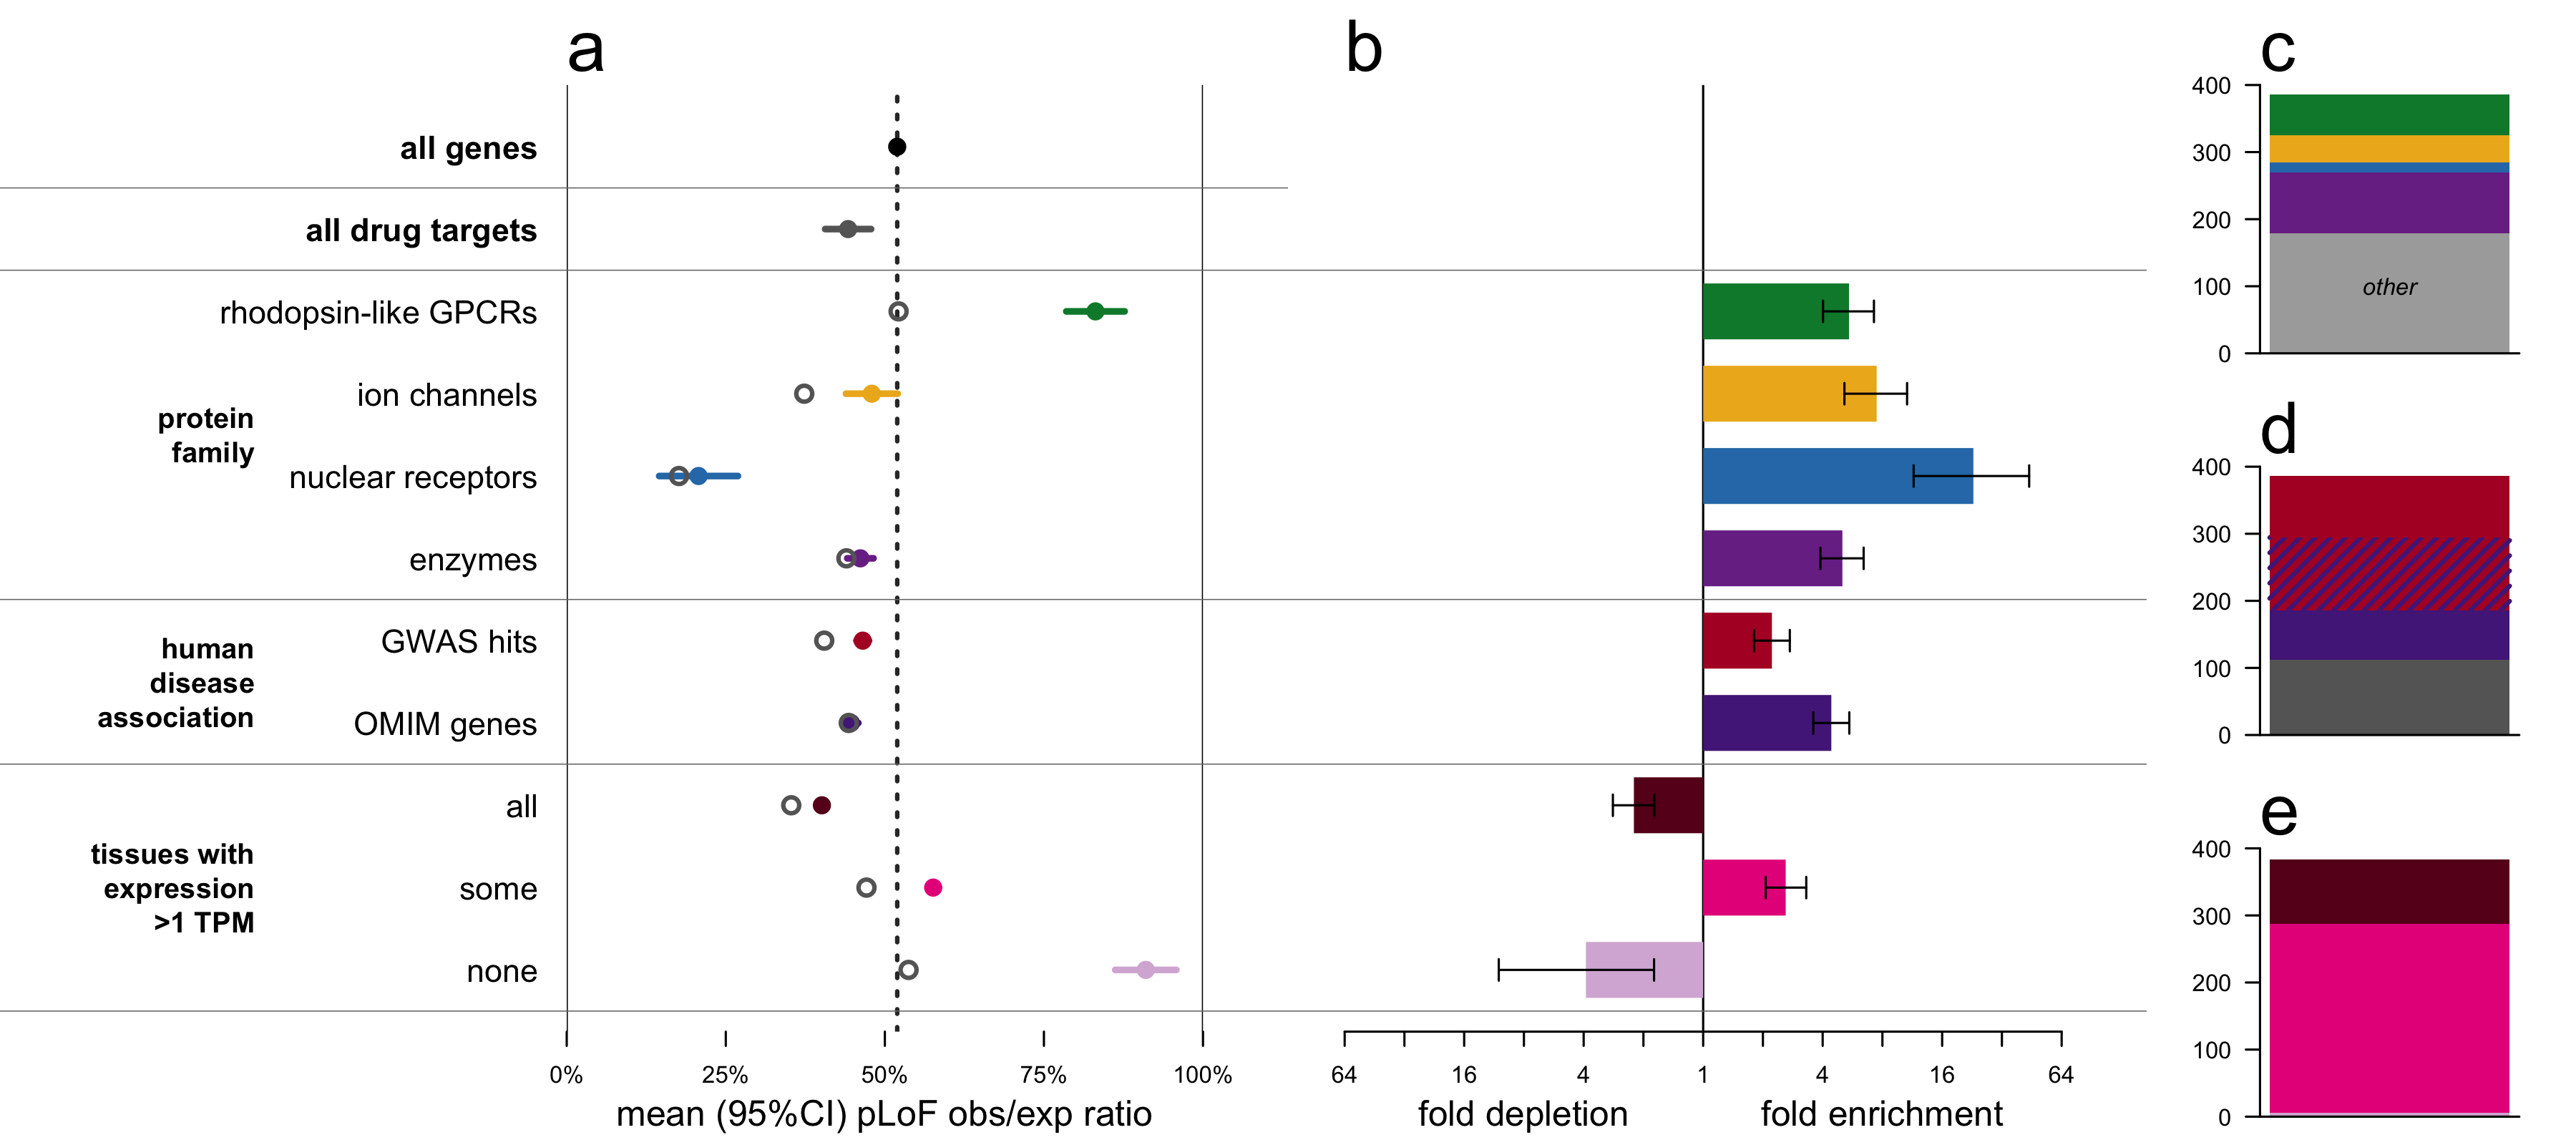 a
b
c
d
e
all genes
all drug targets
protein
family
rhodopsin-like GPCRs
ion channels
nuclear receptors
enzymes
human
disease
association
GWAS hits
OMIM genes
tissues with
expression
>1 TPM
all
some
none
0%
25%
50%
75%
100%
mean (95%CI) pLoF obs/exp ratio
64
16
4
1
4
16
64
fold depletion
fold enrichment
400
300
200
100
0
other
400
300
200
100
0
400
300
200
100
0